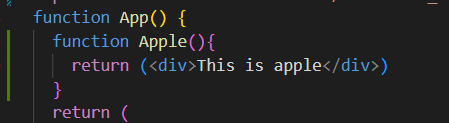 function App() {
  function Apple(){
    return (<div>This is apple</div>)
  }
  return (